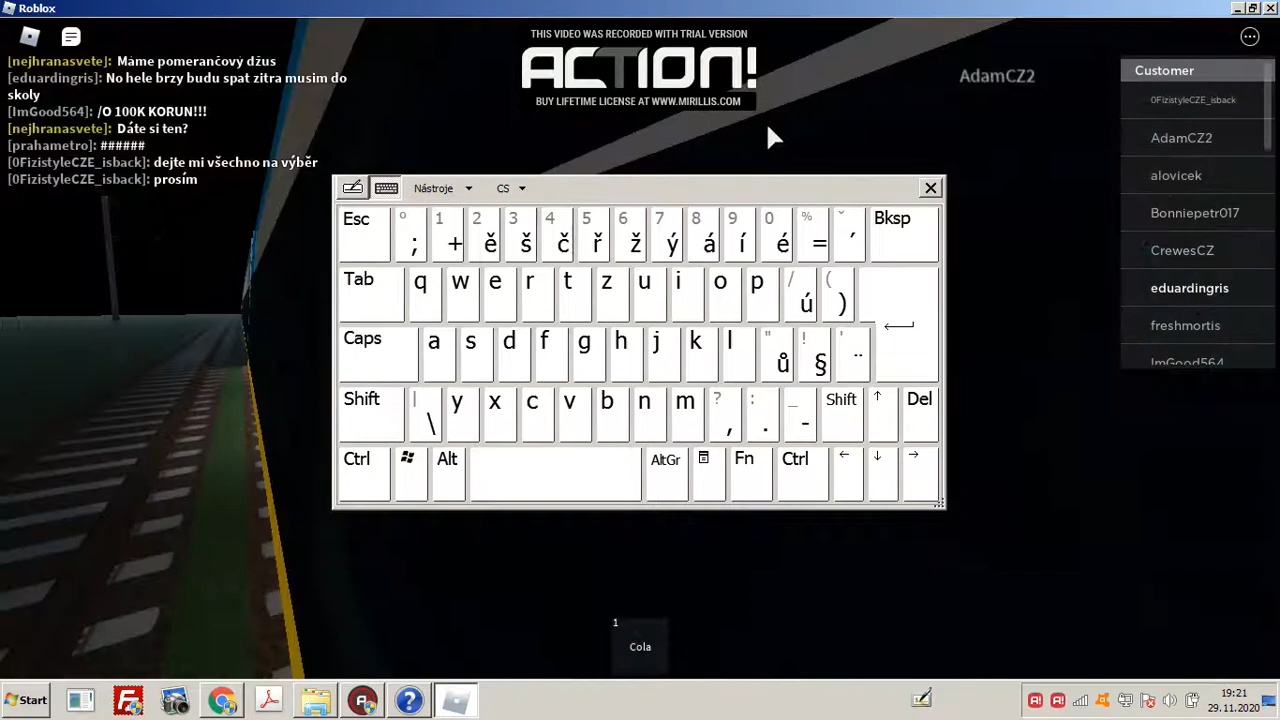 Roblox
THIS VIDEO WAS RECORDED WITH TRIAL VERSION
ACTION!
BUY LIFETIME LICENSE AT WWW.MIRILLIS.COM
[nejhranasvete]: Máme pomerančový džus
[eduardingris]: No hele brzy budu spat zitra musim do
skoly
[ImGood564]: /O 100K KORUN!!!
[nejhranasvete]: Dáte si ten?
[prahametro]: ######
[0FizistyleCZE_isback]: dejte mi všechno na výběr
[0FizistyleCZE_isback]: prosím
AdamCZ2
Customer
0FizistyleCZE_isback
AdamCZ2
alovicek
Bonniepetr017
CrewesCZ
eduardingris
freshmortis
ImGood564
Nástroje CS
Esc ° ; 1 + 2 ě 3 š 4 č 5 ř 6 ž 7 ý 8 á 9 í 0 é % = ˇ ´ Bksp
Tab q w e r t z u i o p / ú ( )
Caps a s d f g h j k l " ů ! § ' ¨
Shift | \ y x c v b n m ? , : . _ - Shift ↑ Del
Ctrl Alt AltGr Fn Ctrl ← ↓ →
1
Cola
Start
19:21
29.11.2020